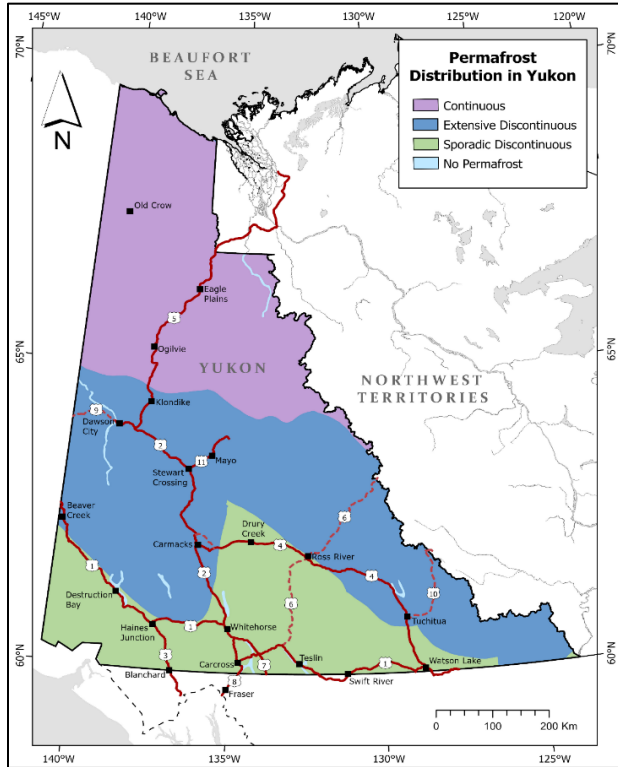 145°W
140°W
135°W
130°W
125°W
120°W
70°N
70°N
BEAUFORT
SEA
Permafrost
Distribution in Yukon
Continuous
Extensive Discontinuous
Sporadic Discontinuous
No Permafrost
N
Old Crow
Eagle
Plains
5
Ogilvie
65°N
65°N
YUKON
NORTHWEST
TERRITORIES
Klondike
9
Dawson
City
2
11
Mayo
Stewart
Crossing
Beaver
Creek
6
Drury
Creek
Carmacks
4
Ross River
1
2
4
Destruction
Bay
10
6
Haines
Junction
1
Whitehorse
Tuchitua
60°N
60°N
3
Carcross
7
Teslin
1
Watson Lake
Blanchard
8
Swift River
Fraser
0
100
200 Km
140°W
135°W
130°W
125°W